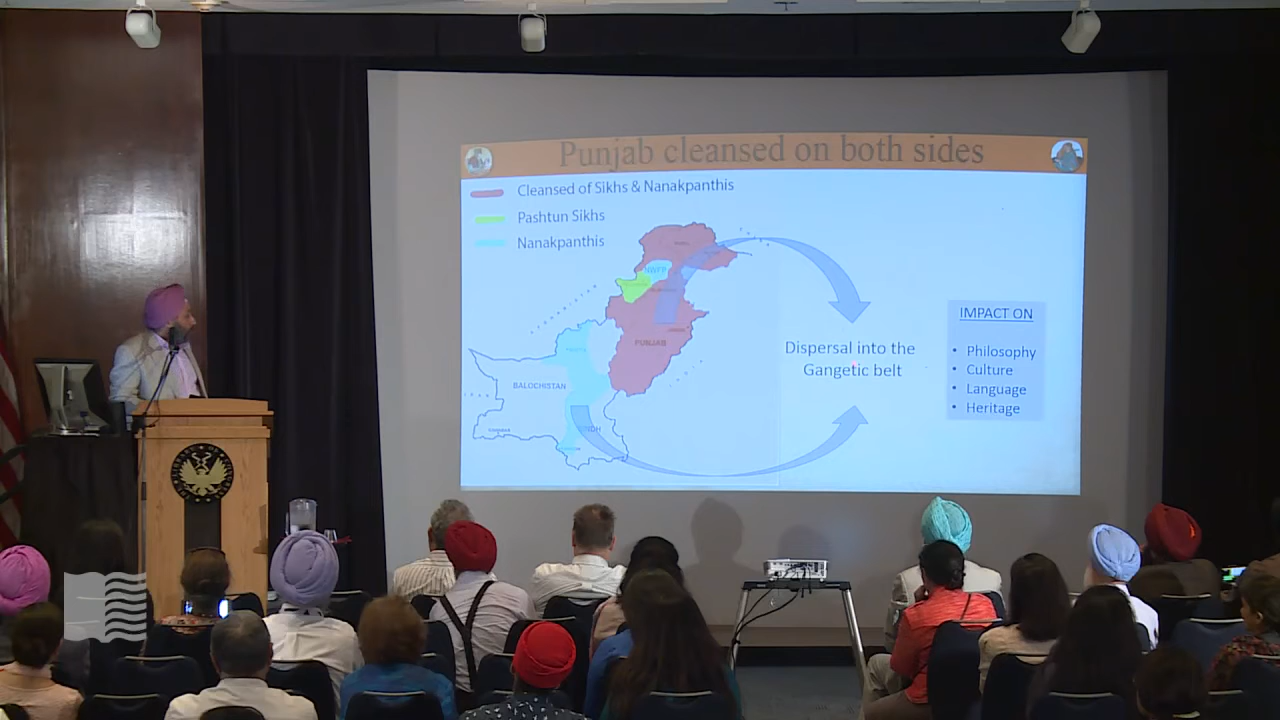 Punjab cleansed on both sides
Cleansed of Sikhs & Nanakpanthis
Pashtun Sikhs
Nanakpanthis
NWFP
PUNJAB
BALOCHISTAN
SINDH
Dispersal into the
Gangetic belt
IMPACT ON
• Philosophy
• Culture
• Language
• Heritage